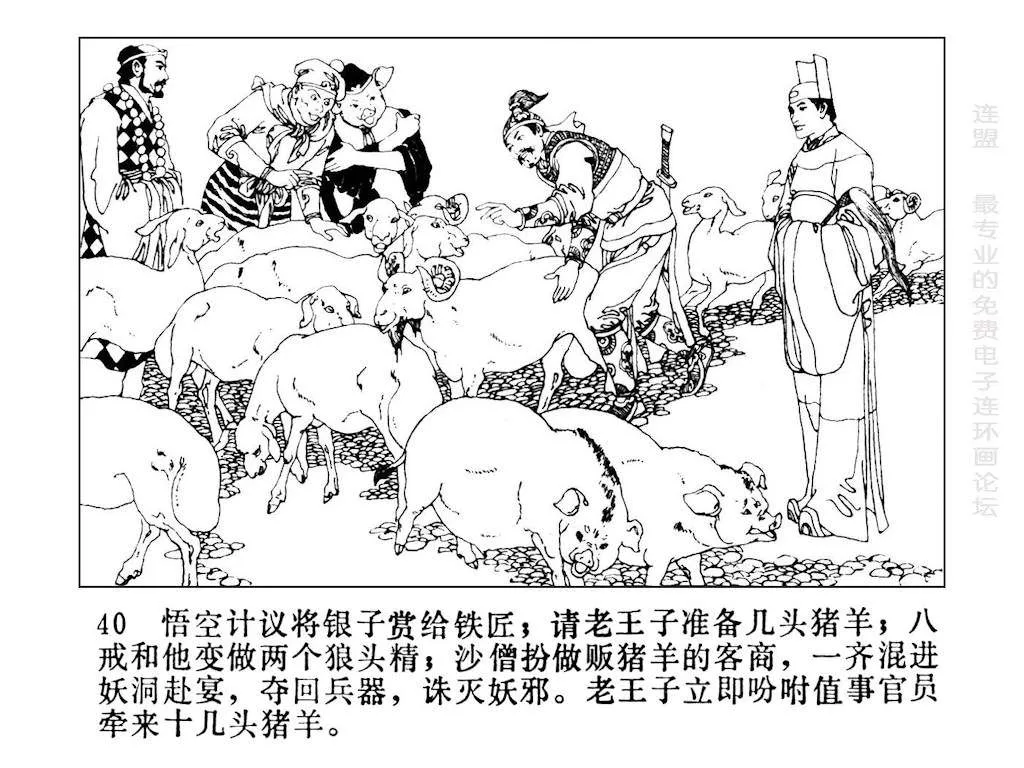 40 悟空计议将银子赏给铁匠；请老王子准备几头猪羊；八
戒和他变做两个狼头精；沙僧扮做贩猪羊的客商，一齐混进
妖洞赴宴，夺回兵器，诛灭妖邪。老王子立即吩咐值事官员
牵来十几头猪羊。
连盟 最专业的免费电子连环画论坛